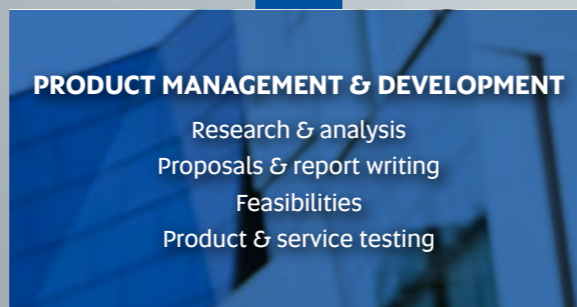 PRODUCT MANAGEMENT & DEVELOPMENT
Research & analysis
Proposals & report writing
Feasibilities
Product & service testing